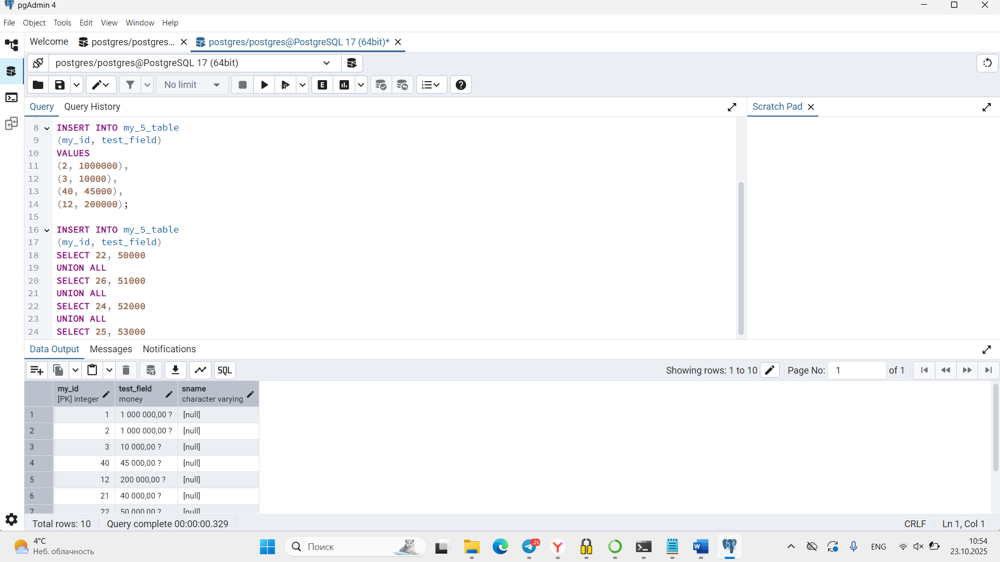 pgAdmin 4
File Object Tools Edit View Window Help
Welcome postgres/postgres... postgres/postgres@PostgreSQL 17 (64bit)*
postgres/postgres@PostgreSQL 17 (64bit)
No limit E
Query Query History Scratch Pad
8 INSERT INTO my_5_table
9 (my_id, test_field)
10 VALUES
11 (2, 1000000),
12 (3, 10000),
13 (40, 45000),
14 (12, 200000);
15
16 INSERT INTO my_5_table
17 (my_id, test_field)
18 SELECT 22, 50000
19 UNION ALL
20 SELECT 26, 51000
21 UNION ALL
22 SELECT 24, 52000
23 UNION ALL
24 SELECT 25, 53000
Data Output Messages Notifications
SQL Showing rows: 1 to 10 Page No: 1 of 1
my_id test_field sname
[PK] integer money character varying
1 1 1 000 000,00 ? [null]
2 2 1 000 000,00 ? [null]
3 3 10 000,00 ? [null]
4 40 45 000,00 ? [null]
5 12 200 000,00 ? [null]
6 21 40 000,00 ? [null]
7 22 50 000,00 ? [null]
Total rows: 10 Query complete 00:00:00.329 CRLF Ln 1, Col 1
4°C
Неб. облачность
Поиск
26
ENG
10:54
23.10.2025